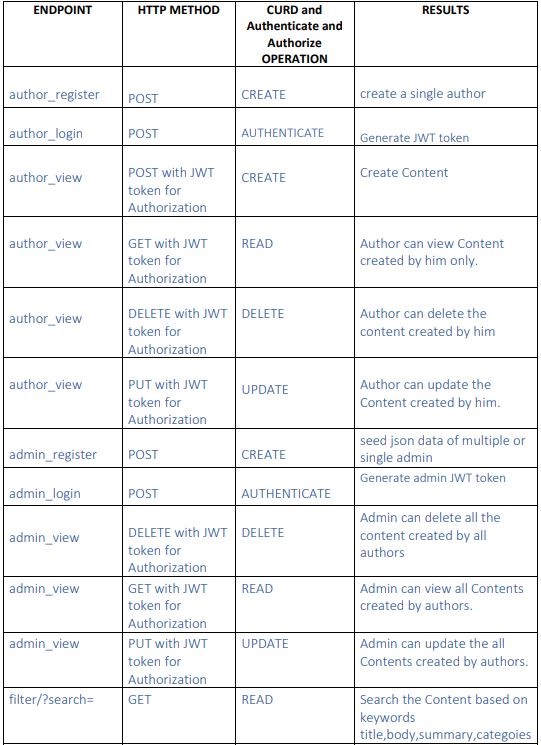 ENDPOINT HTTP METHOD CURD and RESULTS
Authenticate and
Authorize
OPERATION
author_register POST CREATE create a single author
author_login POST AUTHENTICATE Generate JWT token
author_view POST with JWT CREATE Create Content
token for
Authorization
author_view GET with JWT READ Author can view Content
token for created by him only.
Authorization
author_view DELETE with JWT DELETE Author can delete the
token for content created by him
Authorization
author_view PUT with JWT UPDATE Author can update the
token for Content created by him.
Authorization
admin_register POST CREATE seed json data of multiple or
single admin
admin_login POST AUTHENTICATE Generate admin JWT token
admin_view DELETE with JWT DELETE Admin can delete all the
token for content created by all
Authorization authors
admin_view GET with JWT READ Admin can view all Contents
token for created by authors.
Authorization
admin_view PUT with JWT UPDATE Admin can update the all
token for Contents created by authors.
Authorization
filter/?search= GET READ Search the Content based on
keywords
title,body,summary,categoies